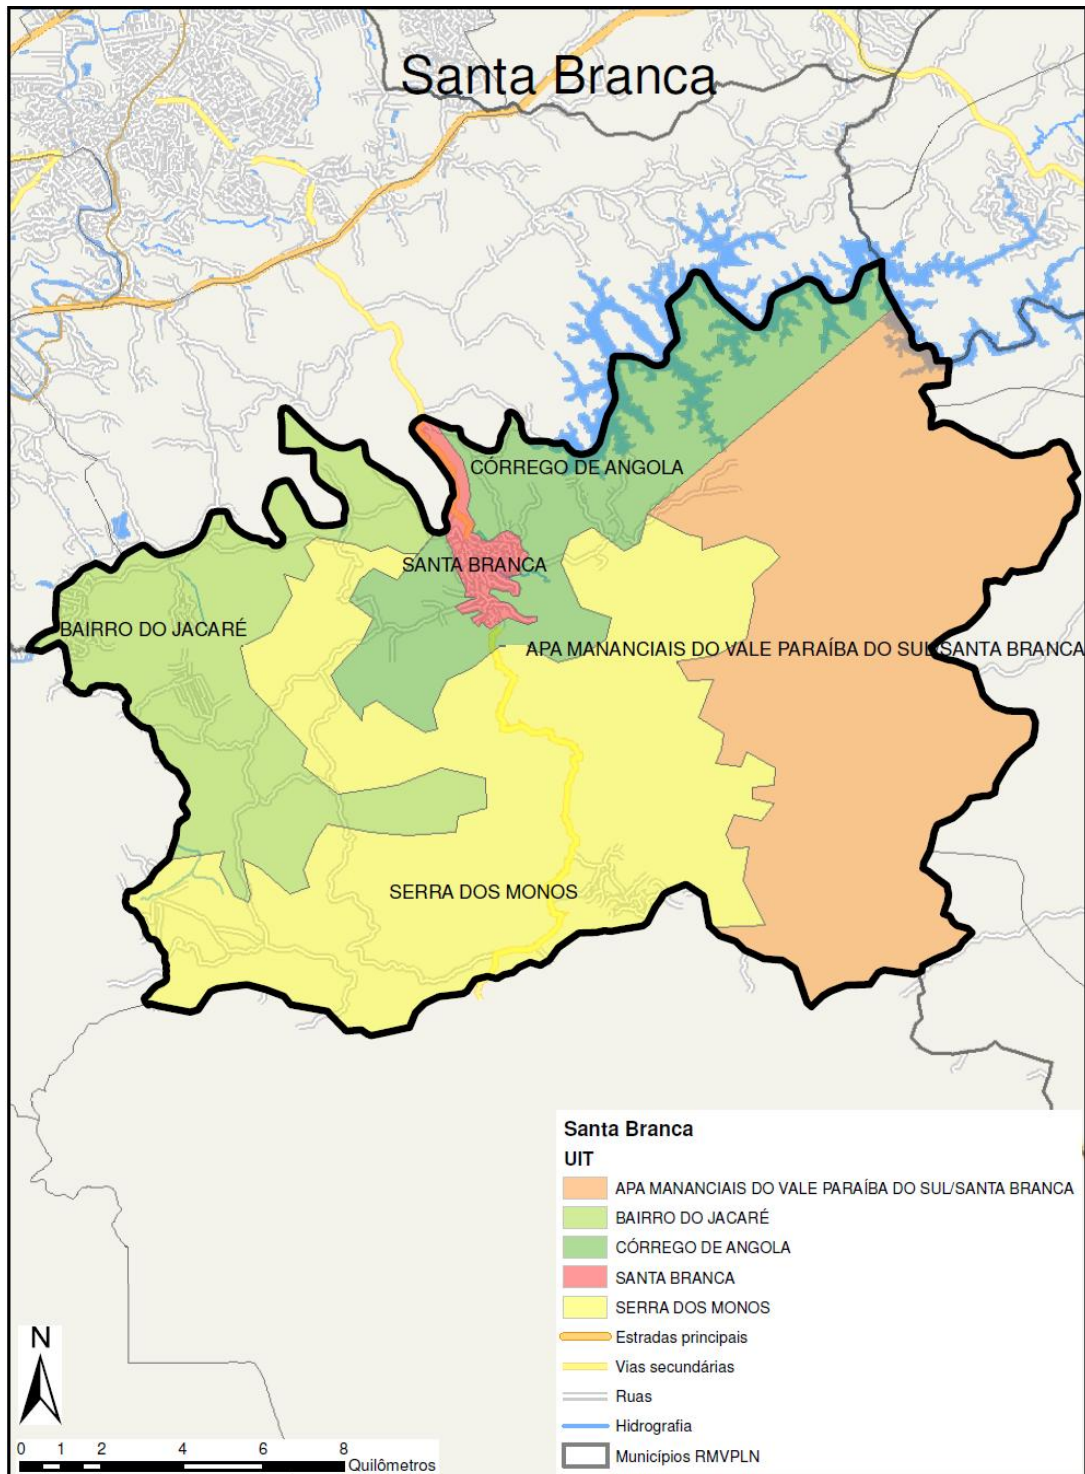 Santa Branca
CÓRREGO DE ANGOLA
SANTA BRANCA
BAIRRO DO JACARÉ
APA MANANCIAIS DO VALE PARAÍBA DO SUL/SANTA BRANCA
SERRA DOS MONOS
Santa Branca
UIT
APA MANANCIAIS DO VALE PARAÍBA DO SUL/SANTA BRANCA
BAIRRO DO JACARÉ
CÓRREGO DE ANGOLA
SANTA BRANCA
SERRA DOS MONOS
Estradas principais
Vias secundárias
Ruas
Hidrografia
Municípios RMVPLN
N
0 1 2 4 6 8
Quilômetros